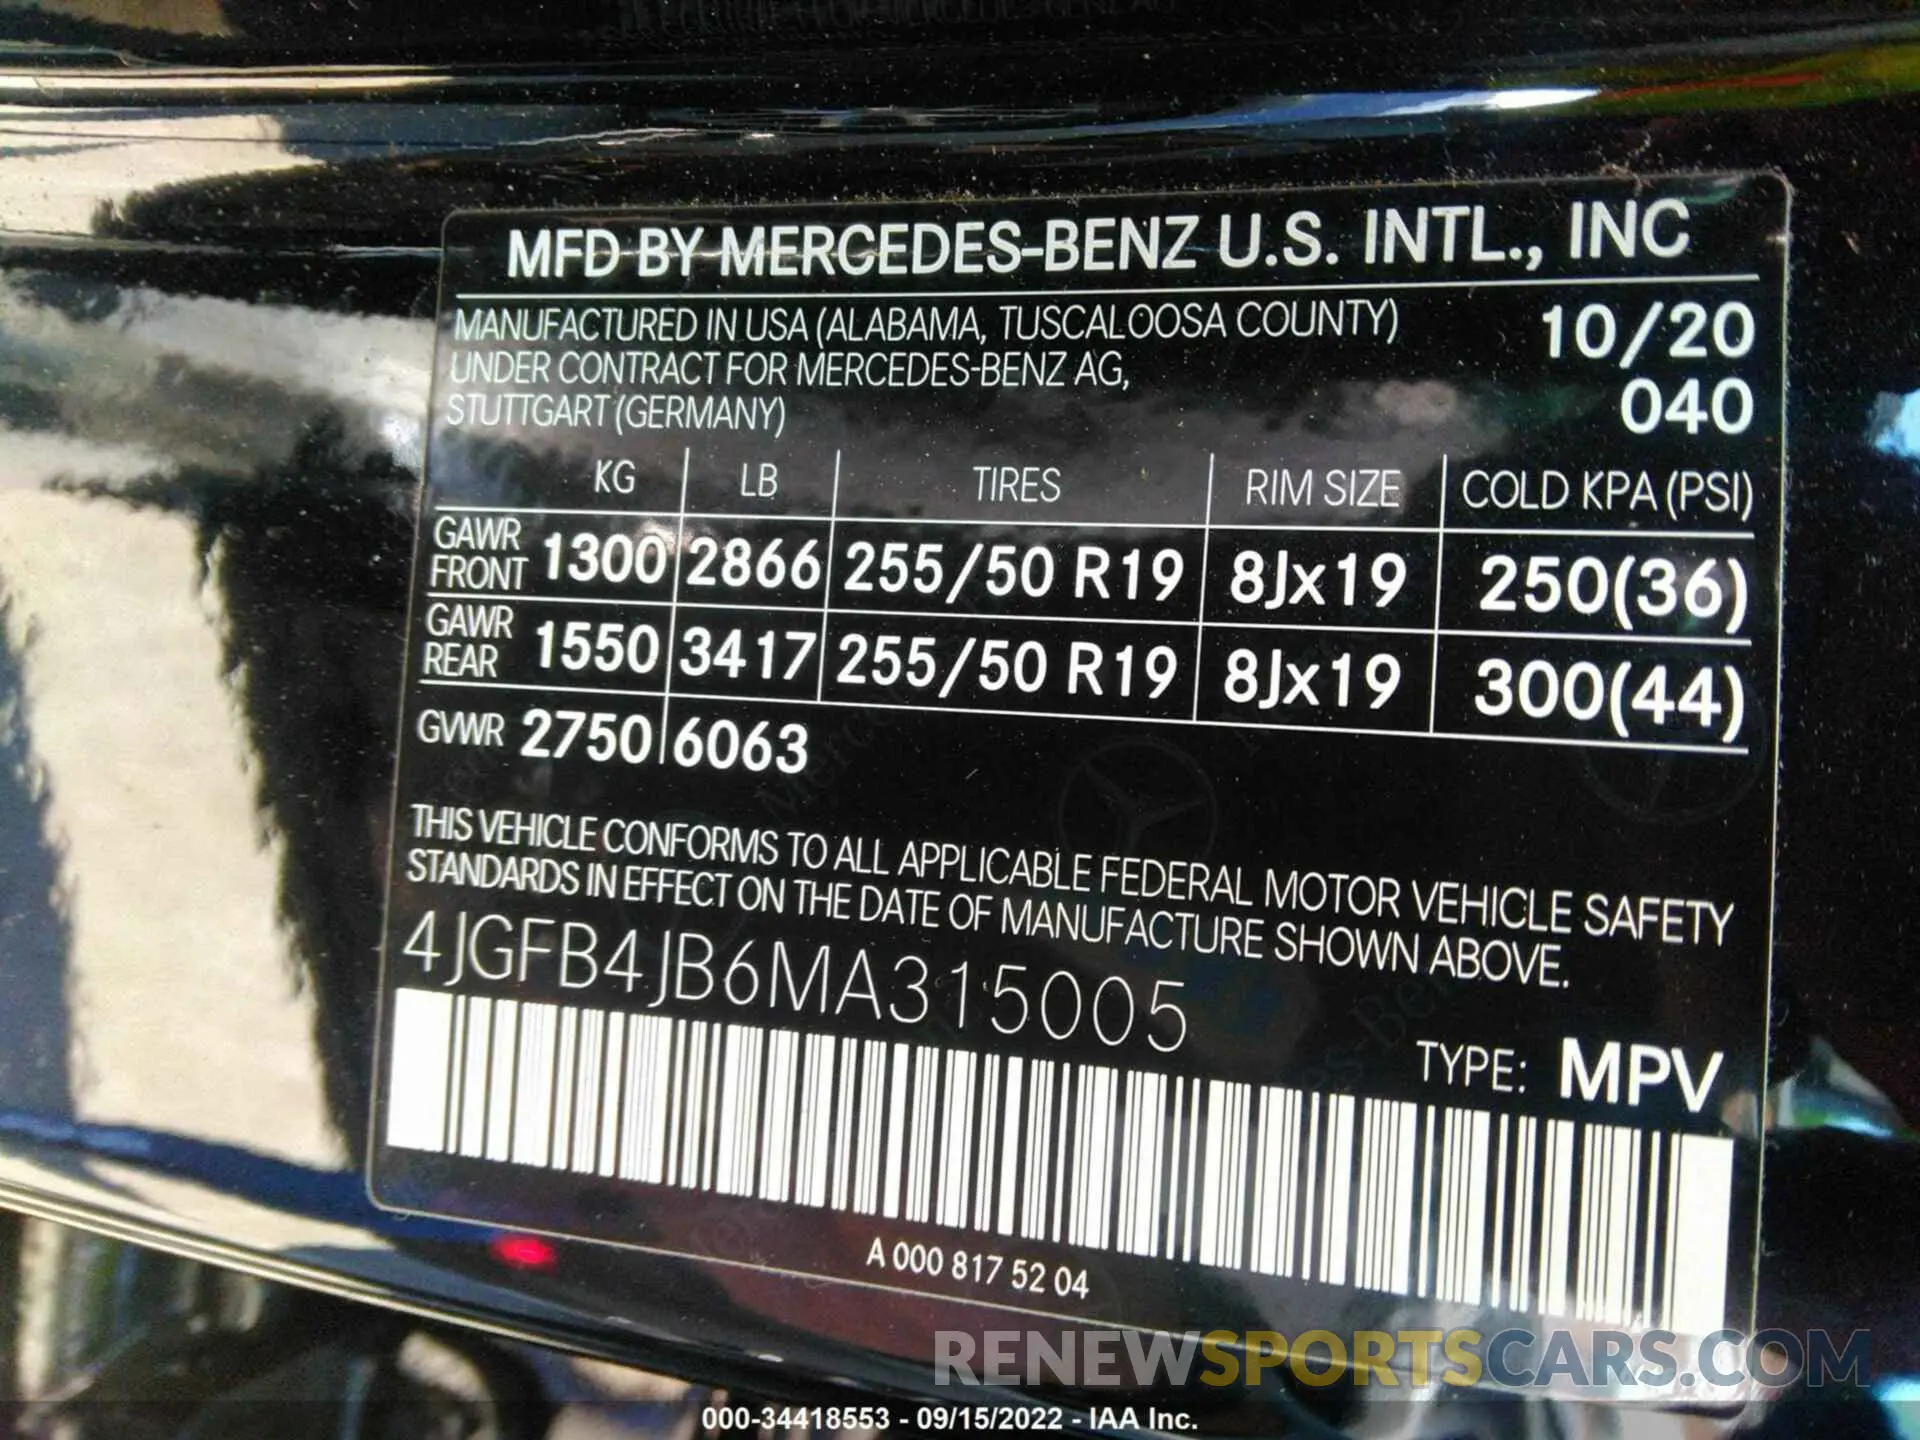 MFD BY MERCEDES-BENZ U.S. INTL., INC
MANUFACTURED IN USA (ALABAMA, TUSCALOOSA COUNTY) 10/20
UNDER CONTRACT FOR MERCEDES-BENZ AG,
STUTTGART (GERMANY) 040
KG LB TIRES RIM SIZE COLD KPA (PSI)
GAWR FRONT 1300 2866 255/50 R19 8Jx19 250(36)
GAWR REAR 1550 3417 255/50 R19 8Jx19 300(44)
GVWR 2750 6063
THIS VEHICLE CONFORMS TO ALL APPLICABLE FEDERAL MOTOR VEHICLE SAFETY
STANDARDS IN EFFECT ON THE DATE OF MANUFACTURE SHOWN ABOVE.
4JGFB4JB6MA315005
TYPE: MPV
A 000 817 52 04
RENEWSPORTSCARS.COM
000-34418553 - 09/15/2022 - IAA Inc.